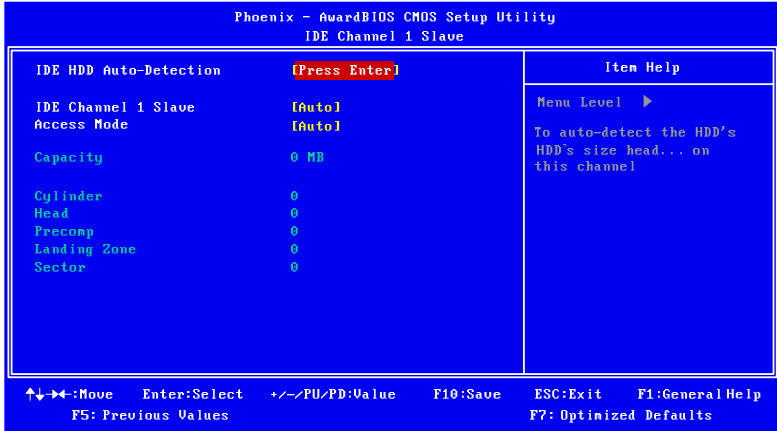 Phoenix - AwardBIOS CMOS Setup Utility
IDE Channel 1 Slave
IDE HDD Auto-Detection [Press Enter]
IDE Channel 1 Slave [Auto]
Access Mode [Auto]
Capacity 0 MB
Cylinder 0
Head 0
Precomp 0
Landing Zone 0
Sector 0
Item Help
Menu Level ▶
To auto-detect the HDD's
HDD`s size head... on
this channel
↑↓→←:Move Enter:Select +/-/PU/PD:Value F10:Save ESC:Exit F1:General Help
F5: Previous Values F7: Optimized Defaults